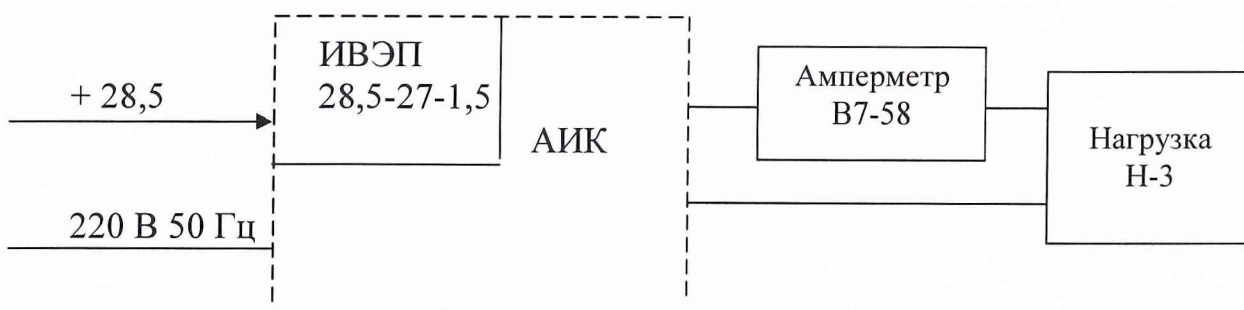 + 28,5
220 В 50 Гц
ИВЭП
28,5-27-1,5
АИК
Амперметр
В7-58
Нагрузка
Н-3